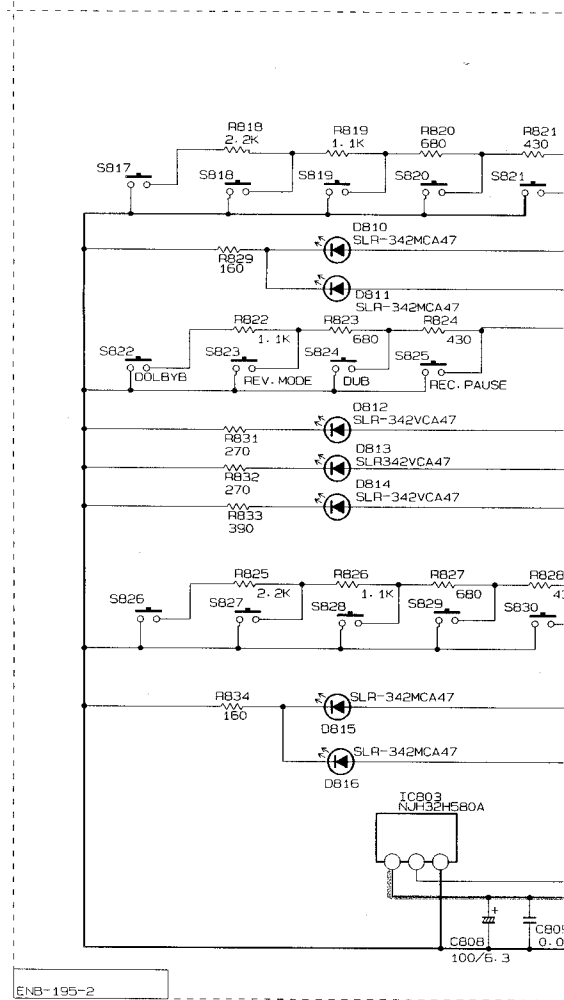 R818
2.2K
R819
1.1K
R820
680
R821
430
S817
S818
S819
S820
S821
D810
SLR-342MCA47
R829
160
D811
SLR-342MCA47
R822
1.1K
R823
680
R824
430
S822
DOLBYB
S823
REV.MODE
S824
DUB
S825
REC.PAUSE
D812
SLR-342VCA47
R831
270
D813
SLR342VCA47
R832
270
D814
SLR-342VCA47
R833
390
R825
2.2K
R826
1.1K
R827
680
R828
S826
S827
S828
S829
S830
R834
160
SLR-342MCA47
D815
SLR-342MCA47
D816
IC803
NJH32H580A
+
C808
100/6.3
ENB-195-2